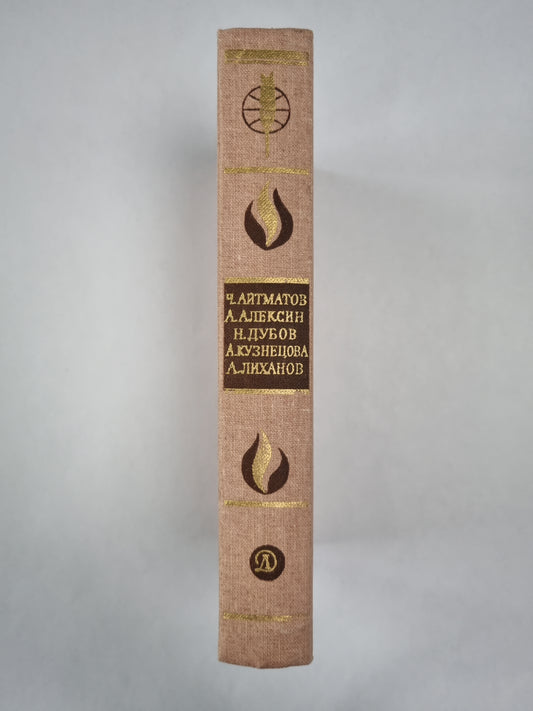 Ч. АЙТМАТОВ
А. АЛЕКСИН
Н. ДУБОВ
А. КУЗНЕЦОВА
А. ЛИХАНОВ
Д